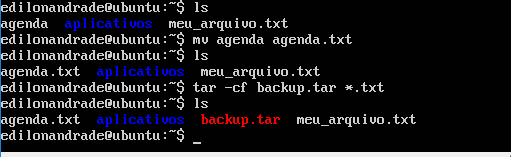 edilonandrade@ubuntu:~$ ls
agenda  aplicativos  meu_arquivo.txt
edilonandrade@ubuntu:~$ mv agenda agenda.txt
edilonandrade@ubuntu:~$ ls
agenda.txt  aplicativos  meu_arquivo.txt
edilonandrade@ubuntu:~$ tar -cf backup.tar *.txt
edilonandrade@ubuntu:~$ ls
agenda.txt  aplicativos  backup.tar  meu_arquivo.txt
edilonandrade@ubuntu:~$ _